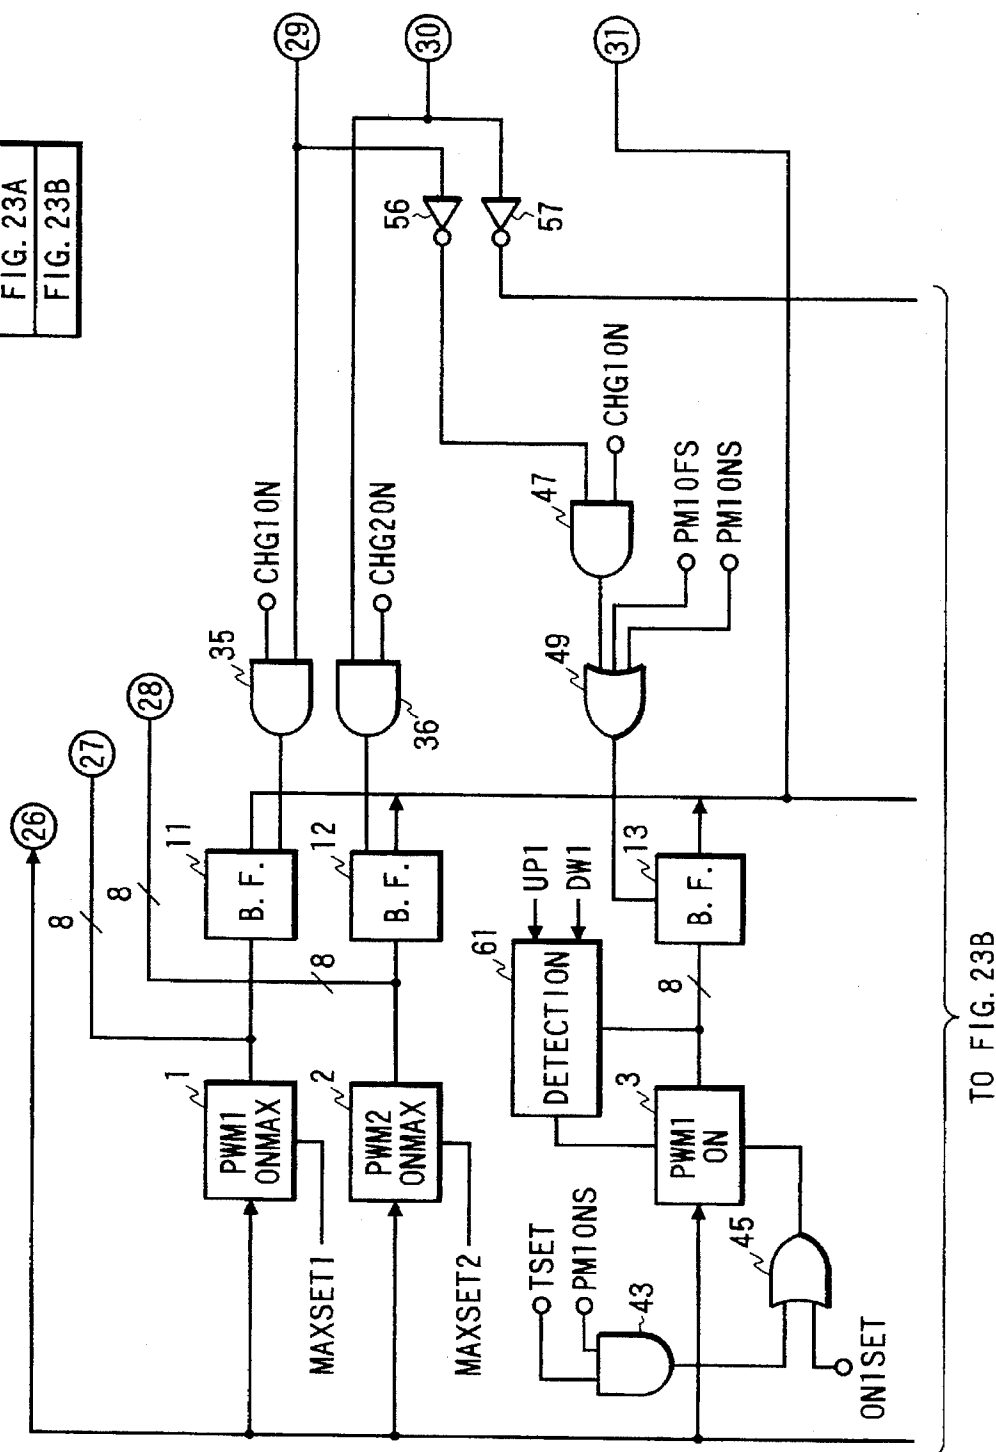 FIG. 23A
FIG. 23B
26
27
28
29
30
31
8
8
8
8
1
PWM1
ONMAX
MAXSET1
11
B. F.
35
CHG1ON
2
PWM2
ONMAX
MAXSET2
12
B. F.
36
CHG2ON
56
57
TSET
PM1ONS
43
61
DETECTION
UP1
DW1
49
47
CHG1ON
PM1OFS
PM1ONS
3
PWM1
ON
13
B. F.
45
ON1SET
TO FIG. 23B